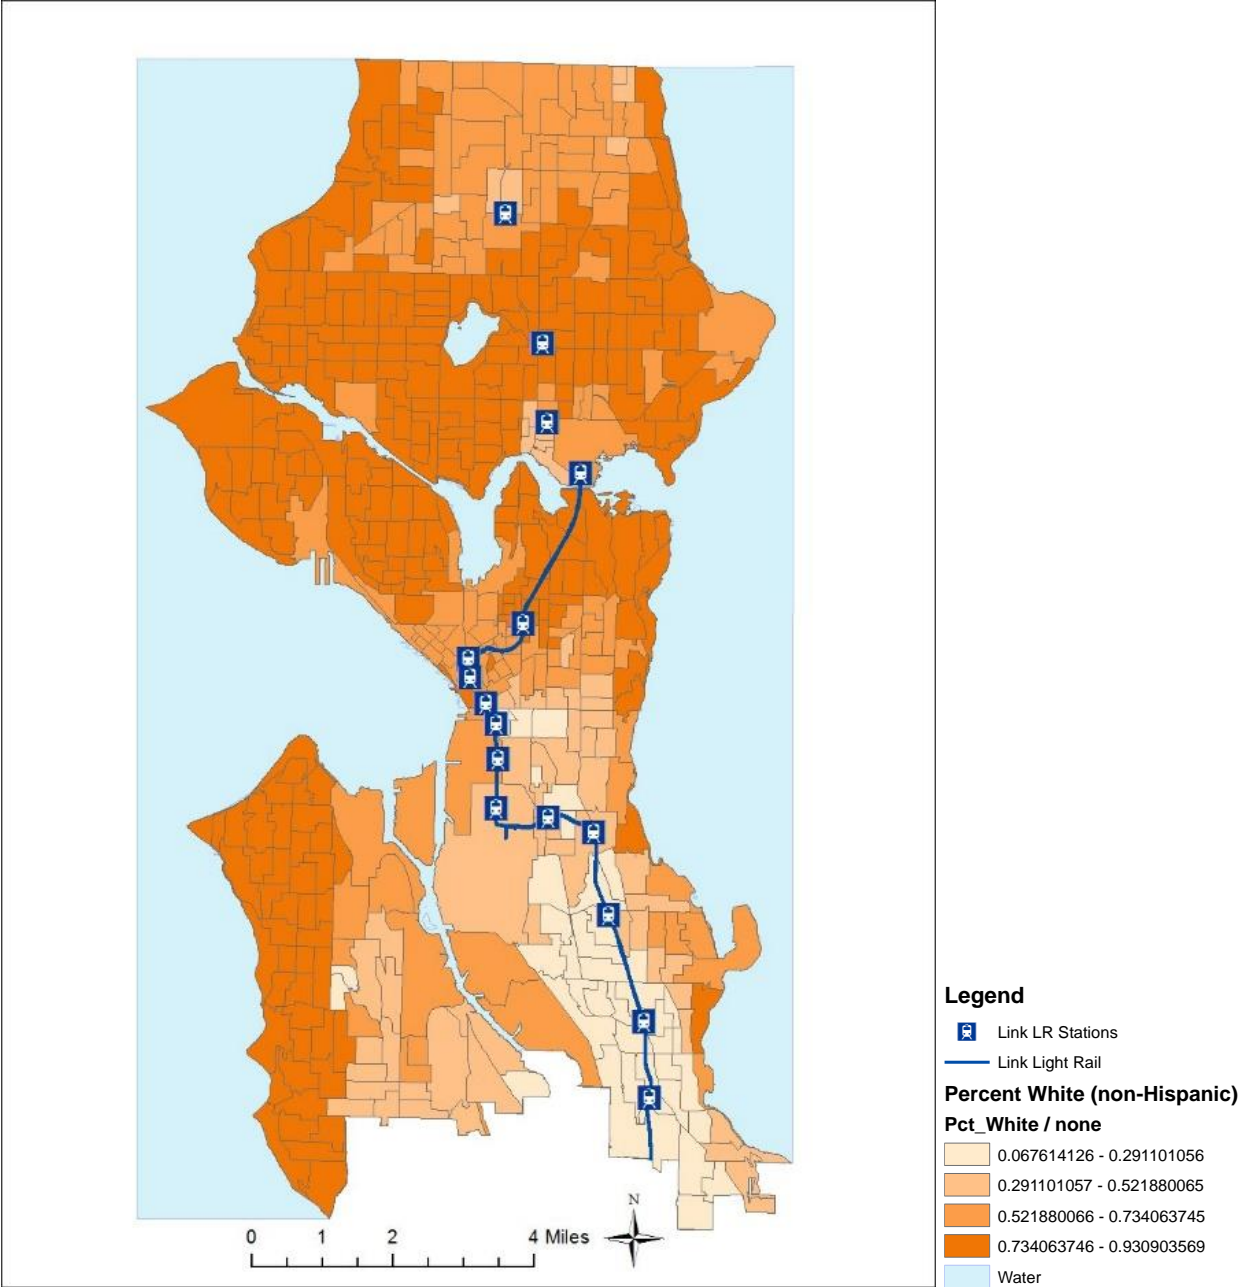 Legend
Link LR Stations
Link Light Rail
Percent White (non-Hispanic)
Pct_White / none
0.067614126 - 0.291101056
0.291101057 - 0.521880065
0.521880066 - 0.734063745
0.734063746 - 0.930903569
Water
N
0 1 2 4 Miles